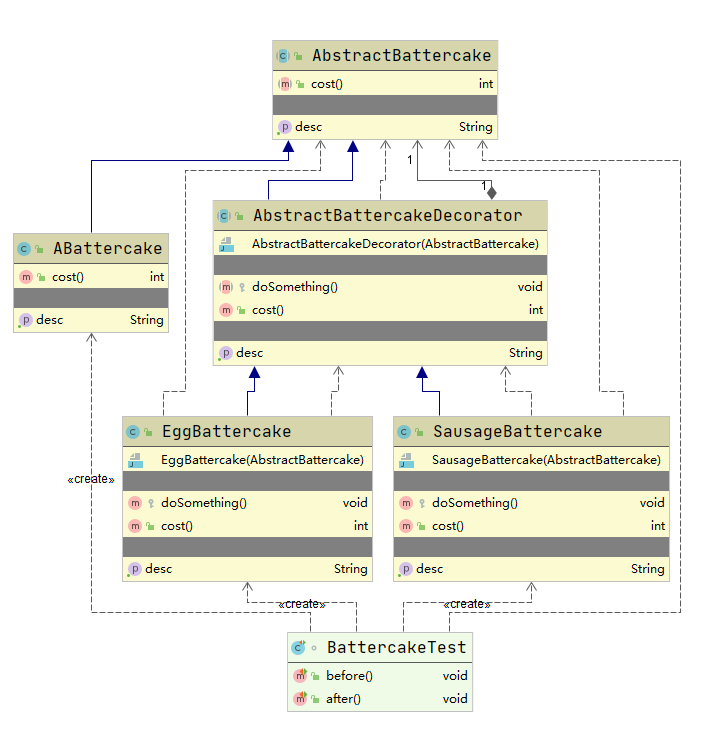 AbstractBattercake
cost() int
desc String
1
1
AbstractBattercakeDecorator
AbstractBattercakeDecorator(AbstractBattercake)
doSomething() void
cost() int
desc String
ABattercake
cost() int
desc String
EggBattercake
EggBattercake(AbstractBattercake)
doSomething() void
cost() int
desc String
SausageBattercake
SausageBattercake(AbstractBattercake)
doSomething() void
cost() int
desc String
«create»
«create»
«create»
BattercakeTest
before() void
after() void